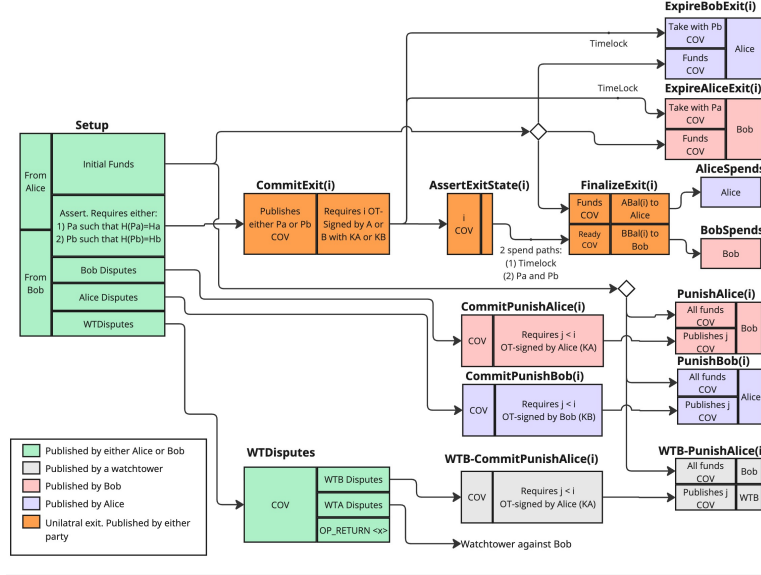 ExpireBobExit(i)
Take with Pb
COV
Alice
Funds
COV
Timelock
ExpireAliceExit(i)
TimeLock
Take with Pa
COV
Bob
Funds
COV
Setup
From
Alice
Initial Funds
Assert. Requires either:
1) Pa such that H(Pa)=Ha
2) Pb such that H(Pb)=Hb
From
Bob
Bob Disputes
Alice Disputes
WTDisputes
CommitExit(i)
Publishes
either Pa or Pb
COV
Requires i OT-
Signed by A or
B with KA or KB
AssertExitState(i)
i
COV
2 spend paths:
(1) Timelock
(2) Pa and Pb
FinalizeExit(i)
Funds
COV
ABal(i) to
Alice
Ready
COV
BBal(i) to
Bob
AliceSpends
Alice
BobSpends
Bob
CommitPunishAlice(i)
COV
Requires j < i
OT-signed by Alice (KA)
PunishAlice(i)
All funds
COV
Bob
Publishes j
COV
CommitPunishBob(i)
COV
Requires j < i
OT-signed by Bob (KB)
PunishBob(i)
All funds
COV
Alice
Publishes j
COV
Published by either Alice or Bob
Published by a watchtower
Published by Bob
Published by Alice
Unilatral exit. Published by either
party
WTDisputes
COV
WTB Disputes
WTA Disputes
OP_RETURN <x>
WTB-CommitPunishAlice(i)
COV
Requires j < i
OT-signed by Alice (KA)
Watchtower against Bob
WTB-PunishAlice(i)
All funds
COV
Bob
Publishes j
COV
WTB